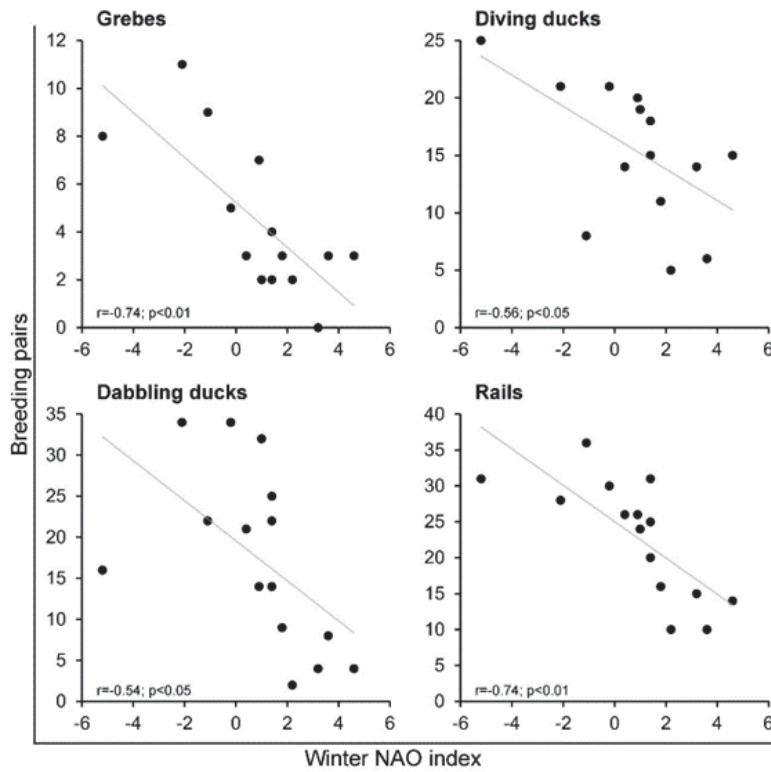 Grebes
12
10
8
6
4
2
0
-6 -4 -2 0 2 4 6
r=-0.74; p<0.01
Diving ducks
25
20
15
10
5
0
-6 -4 -2 0 2 4 6
r=-0.56; p<0.05
Breeding pairs
Dabbling ducks
35
30
25
20
15
10
5
0
-6 -4 -2 0 2 4 6
r=-0.54; p<0.05
Rails
40
35
30
25
20
15
10
5
0
-6 -4 -2 0 2 4 6
r=-0.74; p<0.01
Winter NAO index